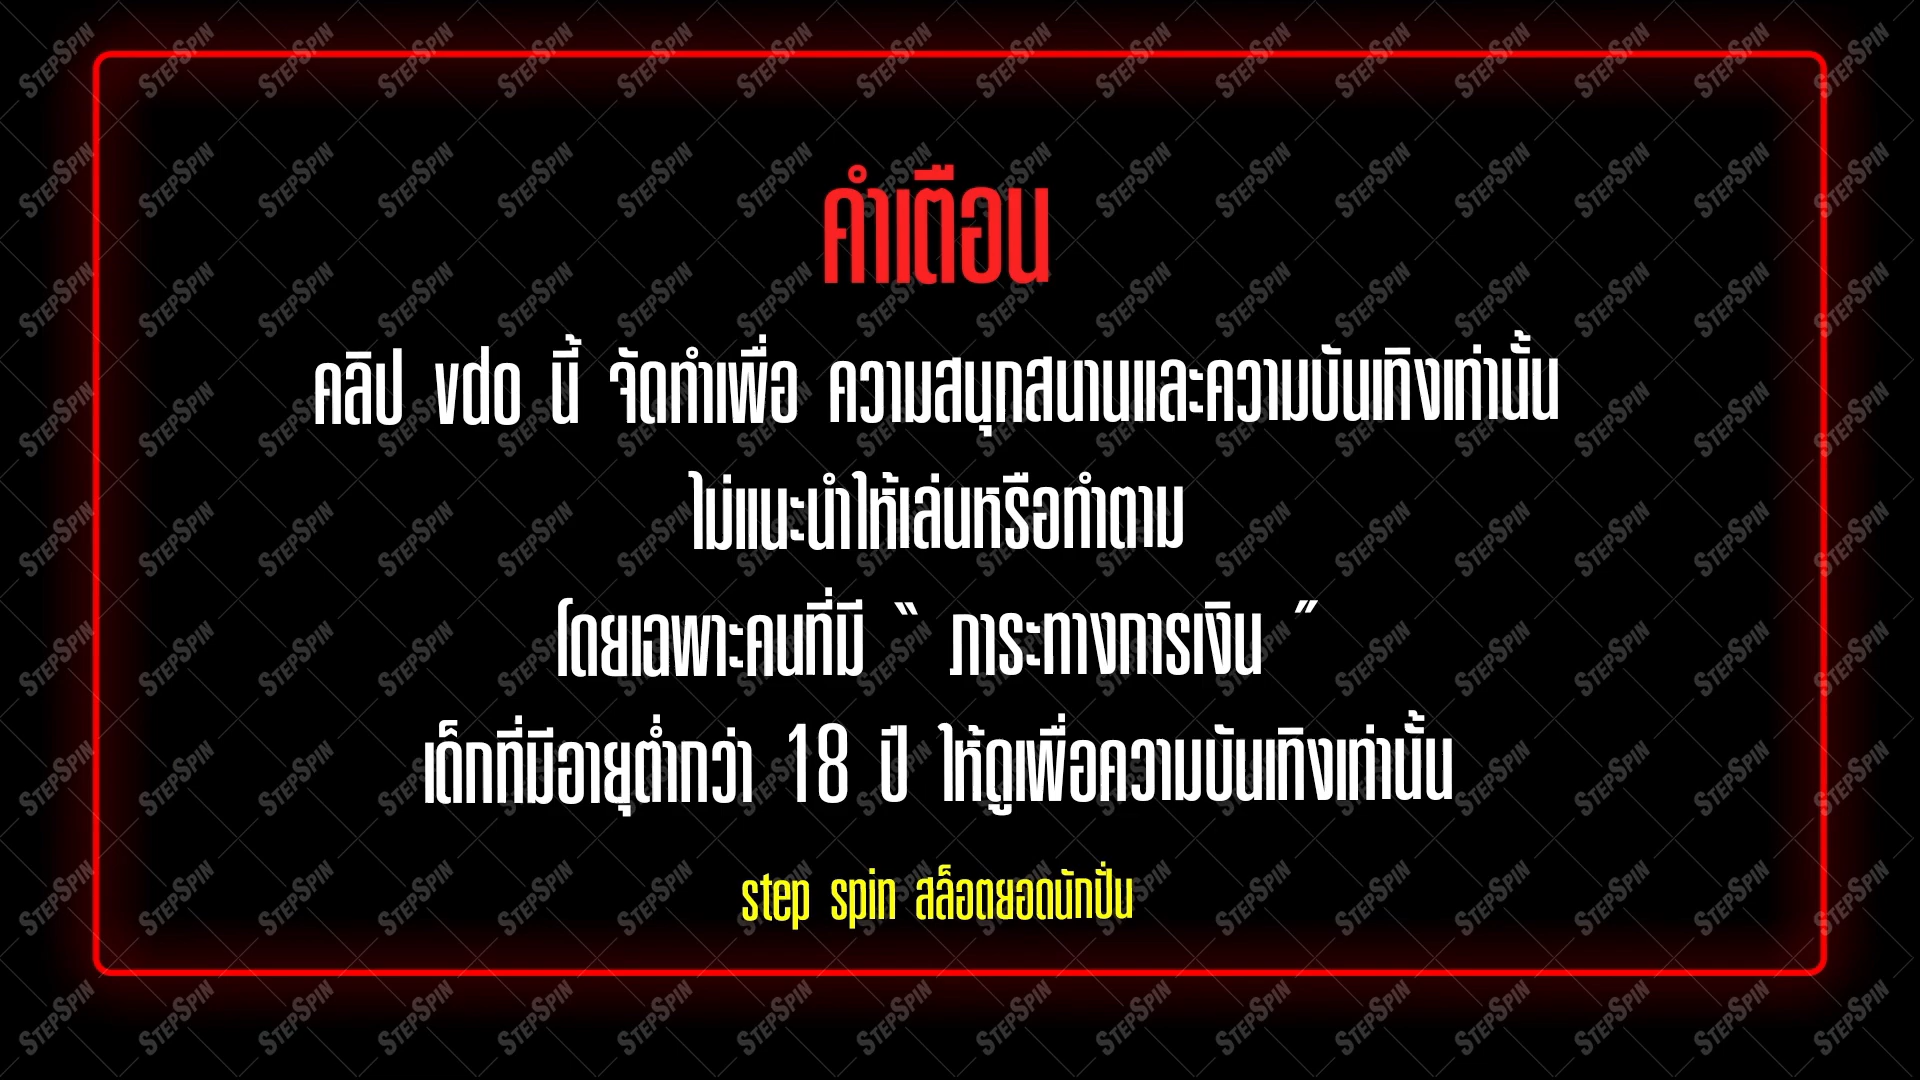 คำเตือน
คลิป vdo นี้ จัดทำเพื่อ ความสนุกสนานและความบันเทิงเท่านั้น
ไม่แนะนำให้เล่นหรือทำตาม
โดยเฉพาะคนที่มี “ ภาระทางการเงิน ”
เด็กที่มีอายุต่ำกว่า 18 ปี ให้ดูเพื่อความบันเทิงเท่านั้น
step spin สล็อตยอดนักปั่น